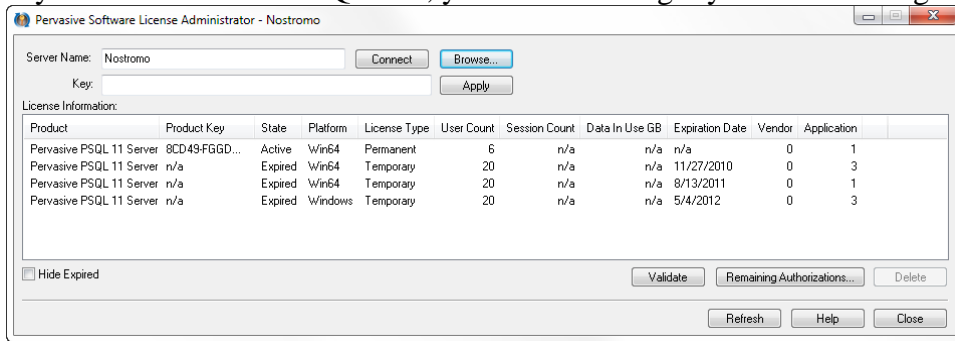 Pervasive Software License Administrator - Nostromo
Server Name: Nostromo Connect Browse...
Key: Apply
License Information:
Product Product Key State Platform License Type User Count Session Count Data In Use GB Expiration Date Vendor Application
Pervasive PSQL 11 Server 8CD49-FGGD... Active Win64 Permanent 6 n/a n/a n/a 0 1
Pervasive PSQL 11 Server n/a Expired Win64 Temporary 20 n/a n/a 11/27/2010 0 3
Pervasive PSQL 11 Server n/a Expired Win64 Temporary 20 n/a n/a 8/13/2011 0 1
Pervasive PSQL 11 Server n/a Expired Windows Temporary 20 n/a n/a 5/4/2012 0 3
Hide Expired Validate Remaining Authorizations... Delete
Refresh Help Close